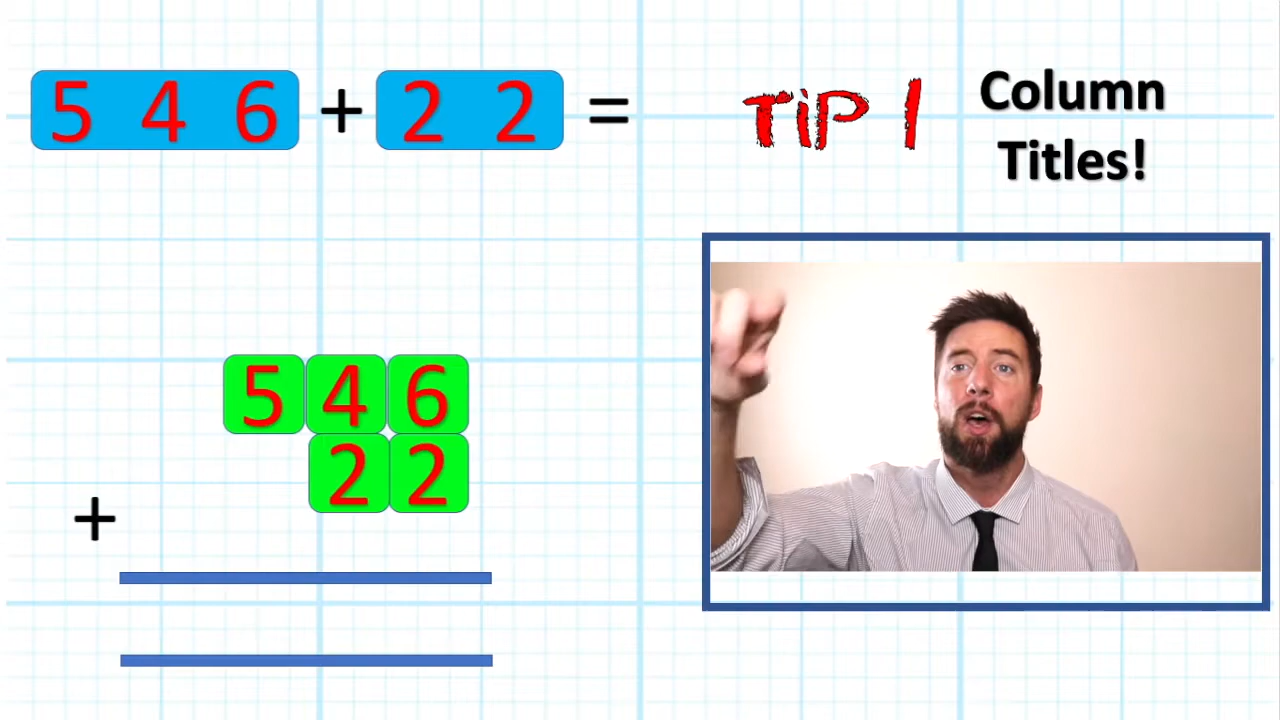 5 4 6 + 2 2 =
TiP 1
Column
Titles!
5 4 6
2 2
+